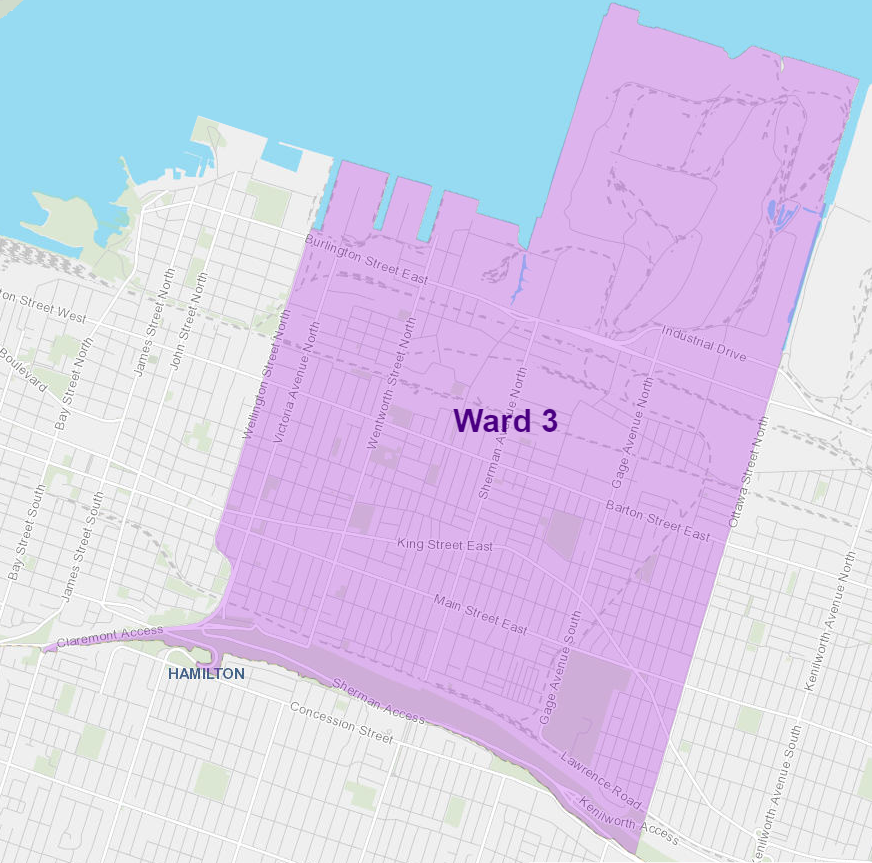 Burlington Street East
ton Street West
Industrial Drive
James Street North
John Street North
Bay Street North
Boulevard
Wellington Street North
Victoria Avenue North
Wentworth Street North
Ward 3
Sherman Avenue North
Gage Avenue North
Ottawa Street North
Barton Street East
King Street East
Bay Street South
James Street South
Main Street East
Kenilworth Avenue North
Claremont Access
HAMILTON
Sherman Access
Concession Street
Gage Avenue South
Lawrence Road
Kenilworth Access
Kenilworth Avenue South